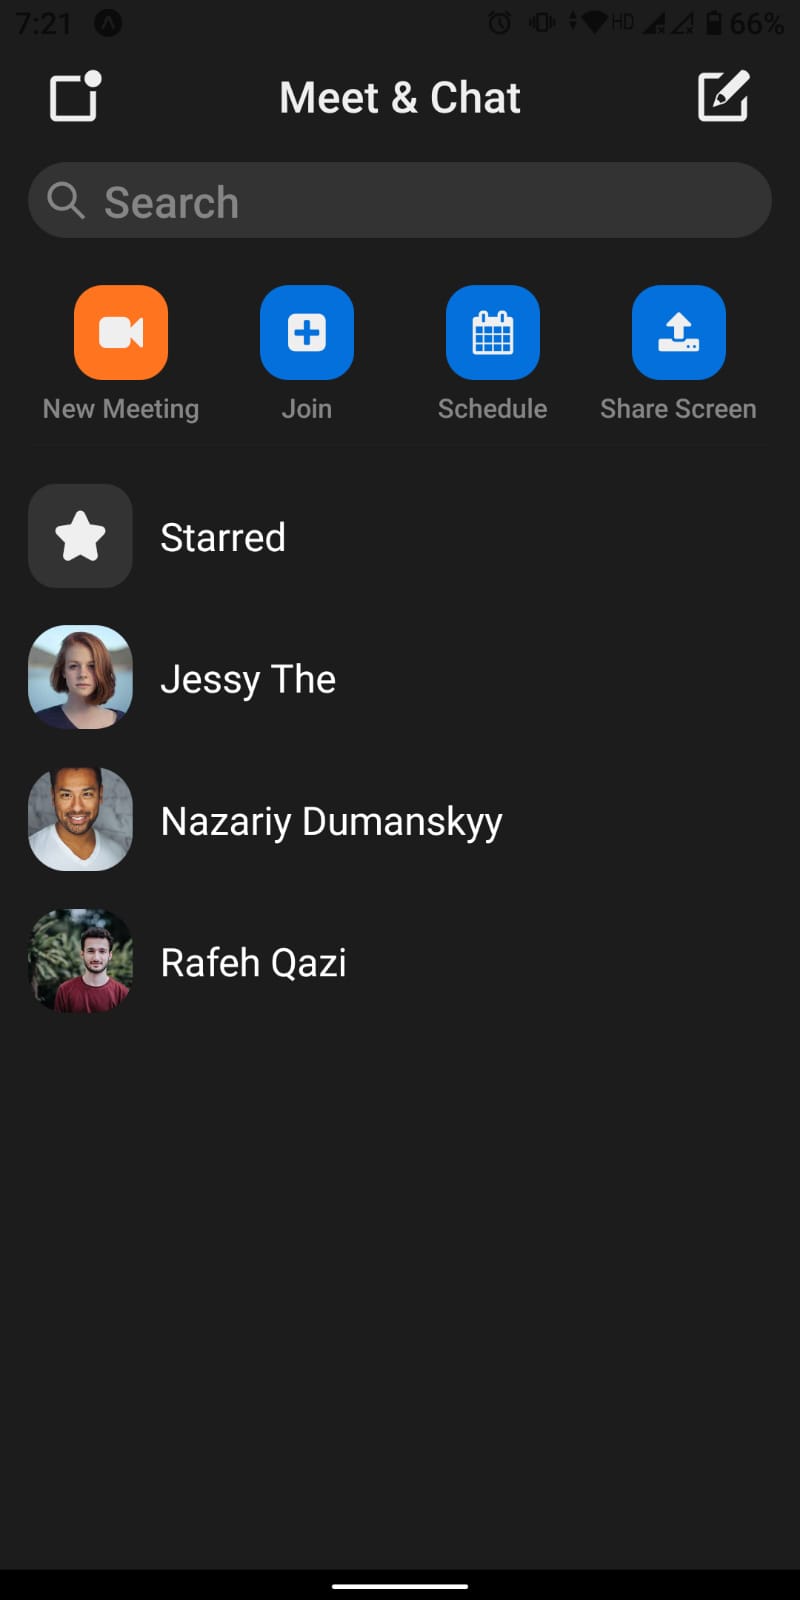 7:21 HD 66%
Meet & Chat
Search
New Meeting Join Schedule Share Screen
Starred
Jessy The
Nazariy Dumanskyy
Rafeh Qazi